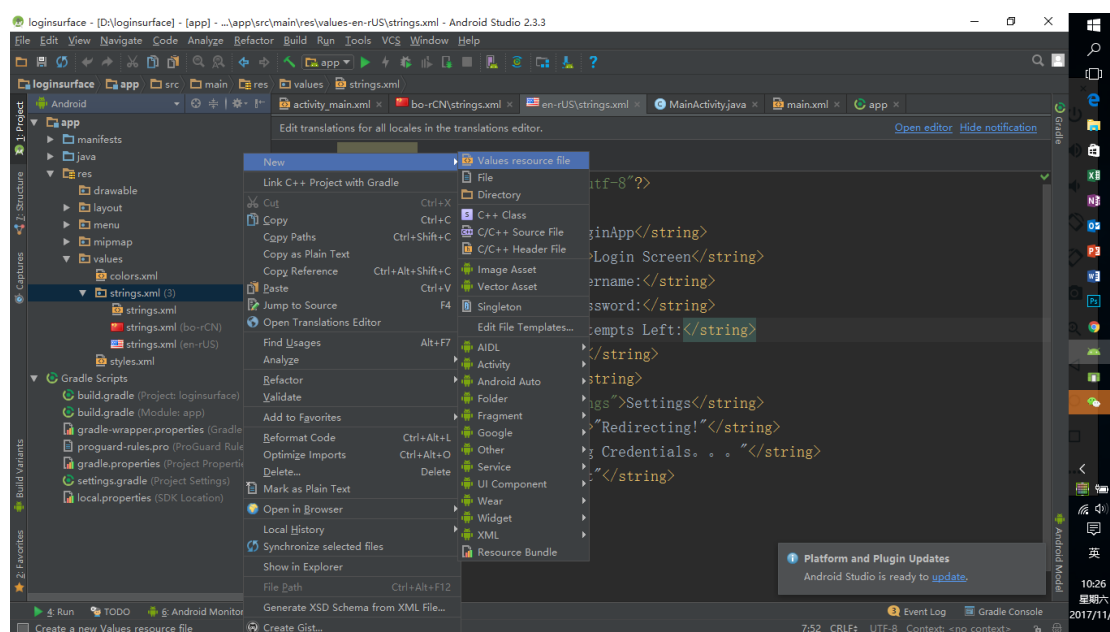 loginsurface - [D:\loginsurface] - [app] - ...\app\src\main\res\values-en-rUS\strings.xml - Android Studio 2.3.3
File Edit View Navigate Code Analyze Refactor Build Run Tools VCS Window Help
app
loginsurface app src main res values strings.xml
Android
activity_main.xml bo-rCN\strings.xml en-rUS\strings.xml MainActivity.java main.xml app
Edit translations for all locales in the translations editor. Open editor Hide notification
1: Project
Z: Structure
Captures
Build Variants
2: Favorites
app
manifests
java
res
drawable
layout
menu
mipmap
values
colors.xml
strings.xml (3)
strings.xml
strings.xml (bo-rCN)
strings.xml (en-rUS)
styles.xml
Gradle Scripts
build.gradle (Project: loginsurface)
build.gradle (Module: app)
gradle-wrapper.properties (Gradle
proguard-rules.pro (ProGuard Rule
gradle.properties (Project Properti
settings.gradle (Project Settings)
local.properties (SDK Location)
New
Link C++ Project with Gradle
Cut Ctrl+X
Copy Ctrl+C
Copy Paths Ctrl+Shift+C
Copy as Plain Text
Copy Reference Ctrl+Alt+Shift+C
Paste Ctrl+V
Jump to Source F4
Open Translations Editor
Find Usages Alt+F7
Analyze
Refactor
Validate
Add to Favorites
Reformat Code Ctrl+Alt+L
Optimize Imports Ctrl+Alt+O
Delete... Delete
Mark as Plain Text
Open in Browser
Local History
Synchronize selected files
Show in Explorer
File Path Ctrl+Alt+F12
Generate XSD Schema from XML File...
Create Gist...
Values resource file
File
Directory
C++ Class
C/C++ Source File
C/C++ Header File
Image Asset
Vector Asset
Singleton
Edit File Templates...
AIDL
Activity
Android Auto
Folder
Fragment
Google
Other
Service
UI Component
Wear
Widget
XML
Resource Bundle
utf-8"?>
ginApp</string>
>Login Screen</string>
ername:</string>
ssword:</string>
tempts Left:</string>
</string>
string>
ngs">Settings</string>
>"Redirecting!"</string>
g Credentials。。。"</string>
t"</string>
Gradle
Android Model
Platform and Plugin Updates
Android Studio is ready to update.
4: Run TODO 6: Android Monitor
3 Event Log Gradle Console
Create a new Values resource file
7:52 CRLF÷ UTF-8 Context: <no context>
英
10:26
星期六
2017/11/